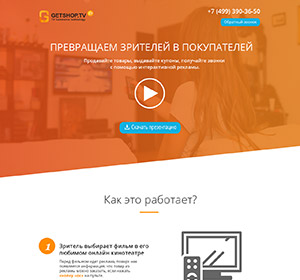 GETSHOP.TV
+7 (499) 390-36-50
Обратный звонок
ПРЕВРАЩАЕМ ЗРИТЕЛЕЙ В ПОКУПАТЕЛЕЙ
Продавайте товары, выдавайте купоны, получайте звонки
с помощью интерактивной рекламы.
Скачать презентацию
Как это работает?
1
Зритель выбирает фильм в его
любимом онлайн кинотеатре